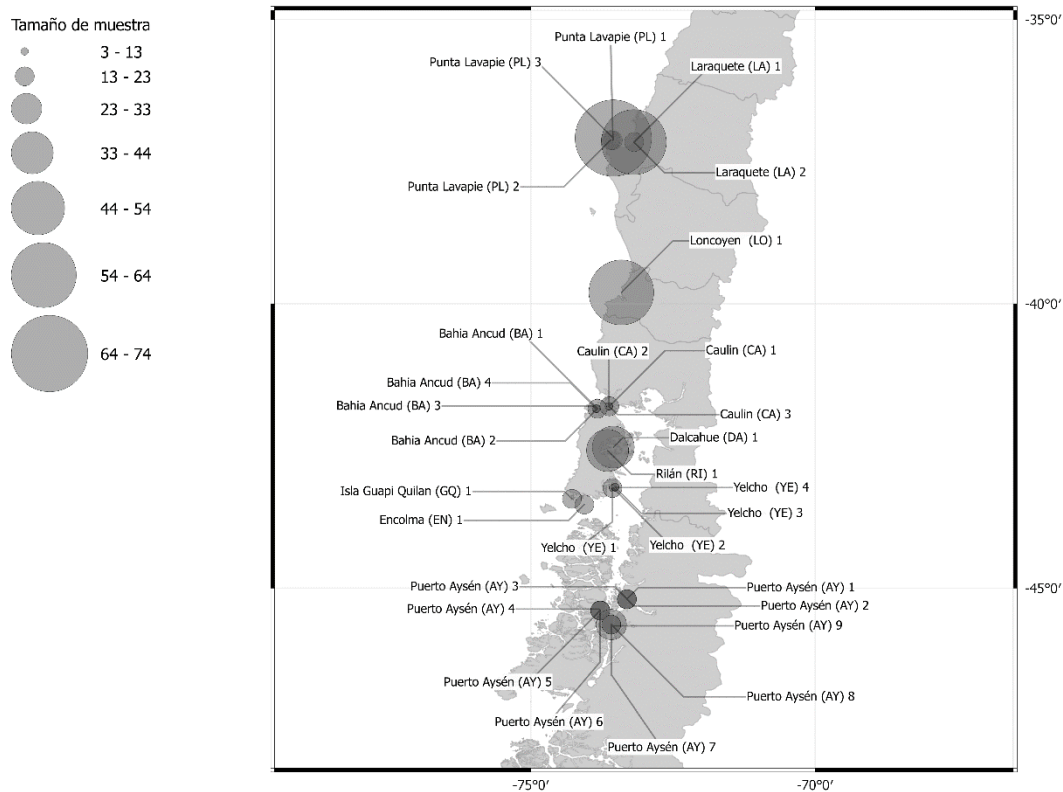 Tamaño de muestra
3 - 13
13 - 23
23 - 33
33 - 44
44 - 54
54 - 64
64 - 74
-35°0′
Punta Lavapie (PL) 1
Punta Lavapie (PL) 3
Laraquete (LA) 1
Laraquete (LA) 2
Punta Lavapie (PL) 2
Loncoyen (LO) 1
-40°0′
Bahia Ancud (BA) 1
Caulin (CA) 2
Caulin (CA) 1
Bahia Ancud (BA) 4
Bahia Ancud (BA) 3
Caulin (CA) 3
Bahia Ancud (BA) 2
Dalcahue (DA) 1
Rilán (RI) 1
Isla Guapi Quilan (GQ) 1
Yelcho (YE) 4
Encolma (EN) 1
Yelcho (YE) 3
Yelcho (YE) 1
Yelcho (YE) 2
Puerto Aysén (AY) 3
Puerto Aysén (AY) 1
-45°0′
Puerto Aysén (AY) 4
Puerto Aysén (AY) 2
Puerto Aysén (AY) 9
Puerto Aysén (AY) 5
Puerto Aysén (AY) 8
Puerto Aysén (AY) 6
Puerto Aysén (AY) 7
-75°0′
-70°0′